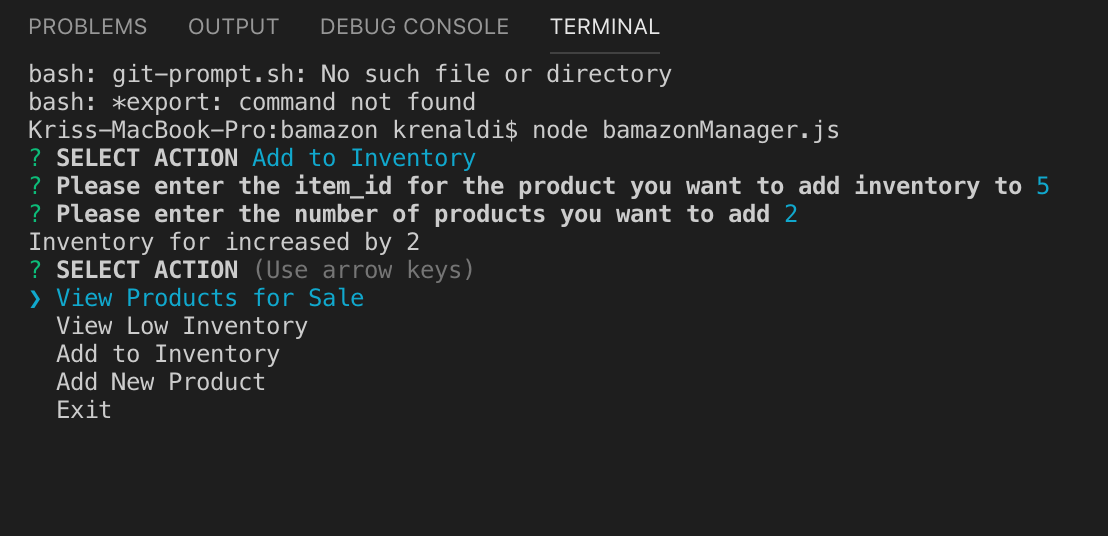 PROBLEMS OUTPUT DEBUG CONSOLE TERMINAL
bash: git-prompt.sh: No such file or directory
bash: *export: command not found
Kriss-MacBook-Pro:bamazon krenaldi$ node bamazonManager.js
? SELECT ACTION Add to Inventory
? Please enter the item_id for the product you want to add inventory to 5
? Please enter the number of products you want to add 2
Inventory for increased by 2
? SELECT ACTION (Use arrow keys)
❯ View Products for Sale
View Low Inventory
Add to Inventory
Add New Product
Exit